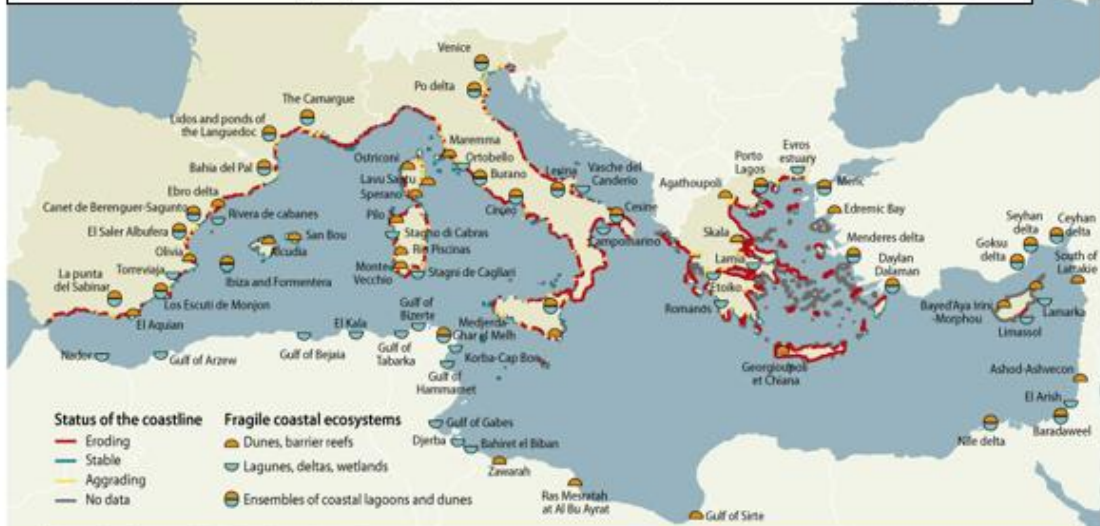 Venice
Po delta
The Camargue
Lidos and ponds of
the Languedoc
Bahia del Pal
Ebro delta
Canet de Berenguer-Sagunto
Rivera de cabanes
El Saler Albufera
Olivia
Torrevieja
La punta
del Sabinar
Los Escuti de Monjon
El Aquian
San Bou
Alcudia
Ibiza and Formentera
Maremma
Ortobello
Burano
Ostriconi
Lavu Santu
Sperano
Pilo
Stagno di Cabras
Rio Piscinas
Monte
Vecchio
Stagni de Cagliari
Circeo
Lesina
Vasche del
Canderio
Cesine
Campomarino
Agathoupoli
Porto
Lagos
Evros
estuary
Meric
Edremic Bay
Skala
Lamia
Etoiko
Romands
Menderes delta
Daylan
Dalaman
Goksu
delta
Seyhan
delta
Ceyhan
delta
South of
Lattakie
Bayed'Aya Irini
-Morphou
Lamarka
Limassol
Georgioupoli
et Chiana
Ashod-Ashwecon
El Arish
Baradaweel
Nile delta
Nador
Gulf of Arzew
Gulf of Bejaia
El Kala
Gulf of
Tabarka
Gulf of
Bizerte
Medjerda
Ghar el Melh
Korba-Cap Bon
Gulf of
Hammamet
Gulf of Gabes
Djerba
Bahiret el Biban
Zawarah
Ras Mesratah
at Al Bu Ayrat
Gulf of Sirte
Status of the coastline
Eroding
Stable
Aggrading
No data
Fragile coastal ecosystems
Dunes, barrier reefs
Lagunes, deltas, wetlands
Ensembles of coastal lagoons and dunes